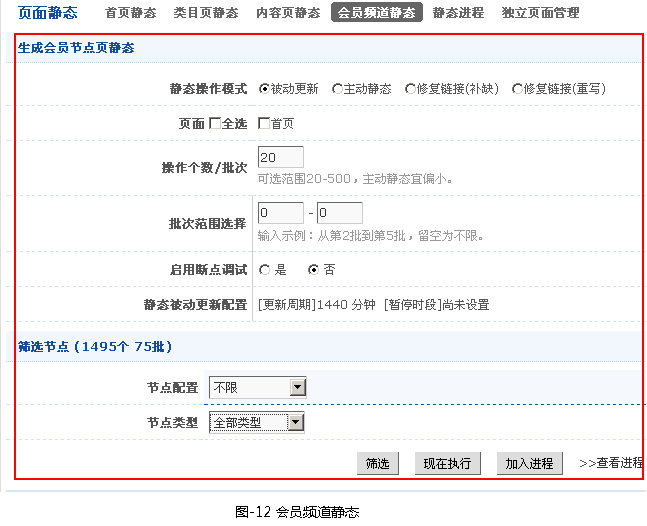 页面静态 首页静态 类目页静态 内容页静态 会员频道静态 静态进程 独立页面管理
生成会员节点页静态
静态操作模式 被动更新 主动静态 修复链接(补缺) 修复链接(重写)
页面 全选 首页
操作个数/批次 20
可选范围20-500，主动静态宜偏小。
批次范围选择 0 - 0
输入示例：从第2批到第5批，留空为不限。
启用断点调试 是 否
静态被动更新配置 [更新周期]1440 分钟 [暂停时段]尚未设置
筛选节点 (1495个 75批)
节点配置 不限
节点类型 全部类型
筛选 现在执行 加入进程 >>查看进程
图-12 会员频道静态